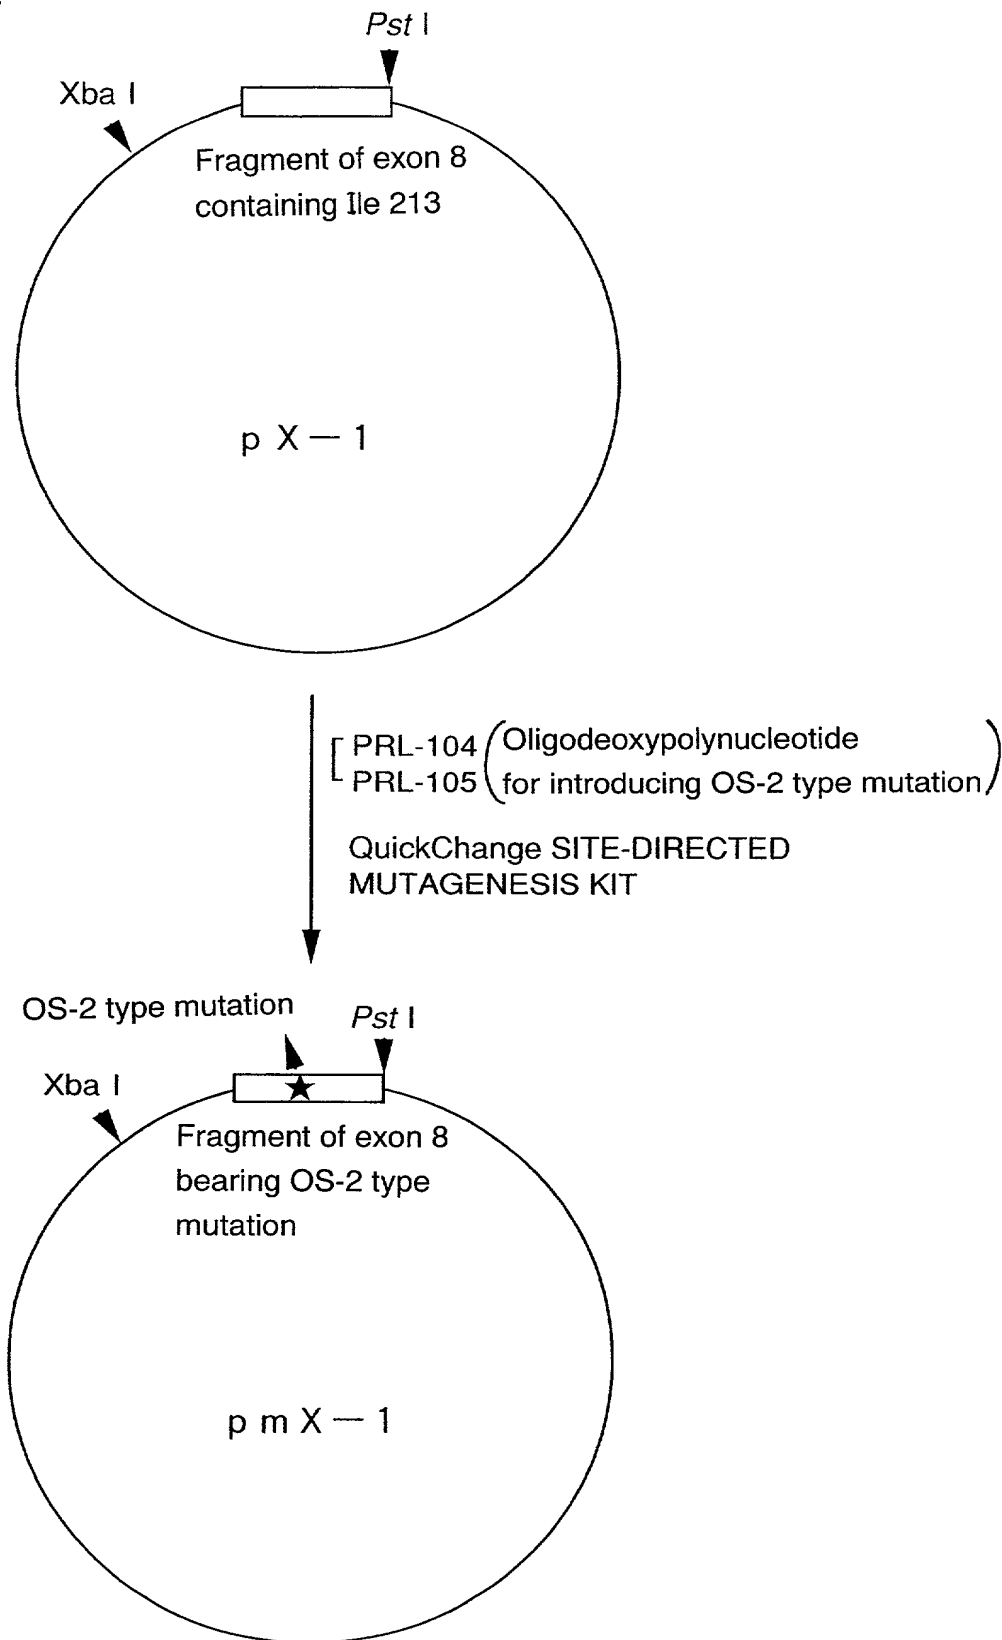 Pst I
Xba I
Fragment of exon 8
containing Ile 213
p X — 1
PRL-104 (Oligodeoxypolynucleotide
PRL-105 for introducing OS-2 type mutation)
QuickChange SITE-DIRECTED
MUTAGENESIS KIT
OS-2 type mutation
Pst I
Xba I
Fragment of exon 8
bearing OS-2 type
mutation
p m X — 1